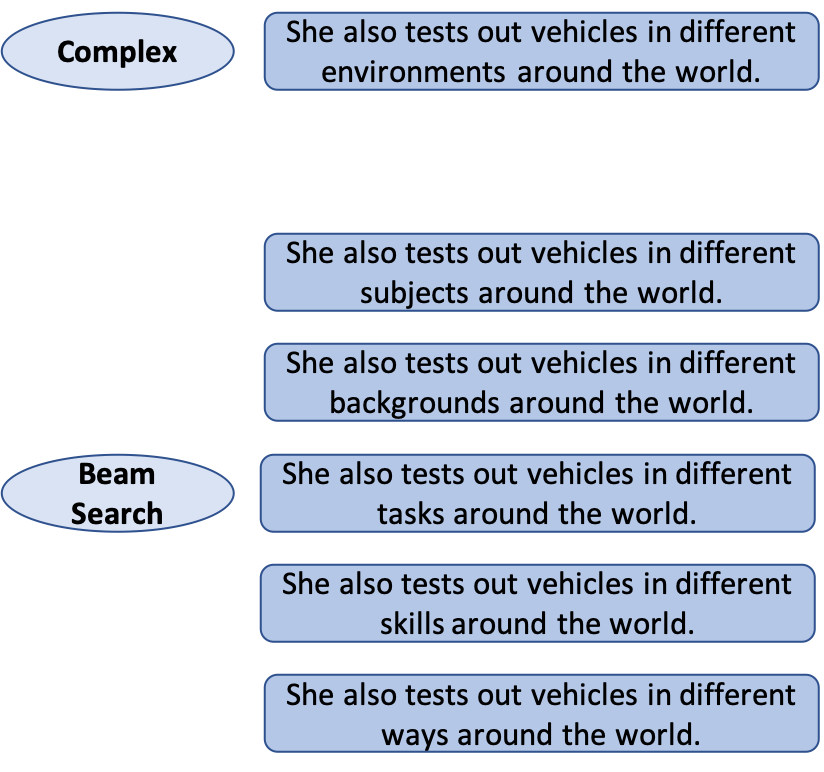 Complex
She also tests out vehicles in different
environments around the world.
She also tests out vehicles in different
subjects around the world.
She also tests out vehicles in different
backgrounds around the world.
Beam
Search
She also tests out vehicles in different
tasks around the world.
She also tests out vehicles in different
skills around the world.
She also tests out vehicles in different
ways around the world.